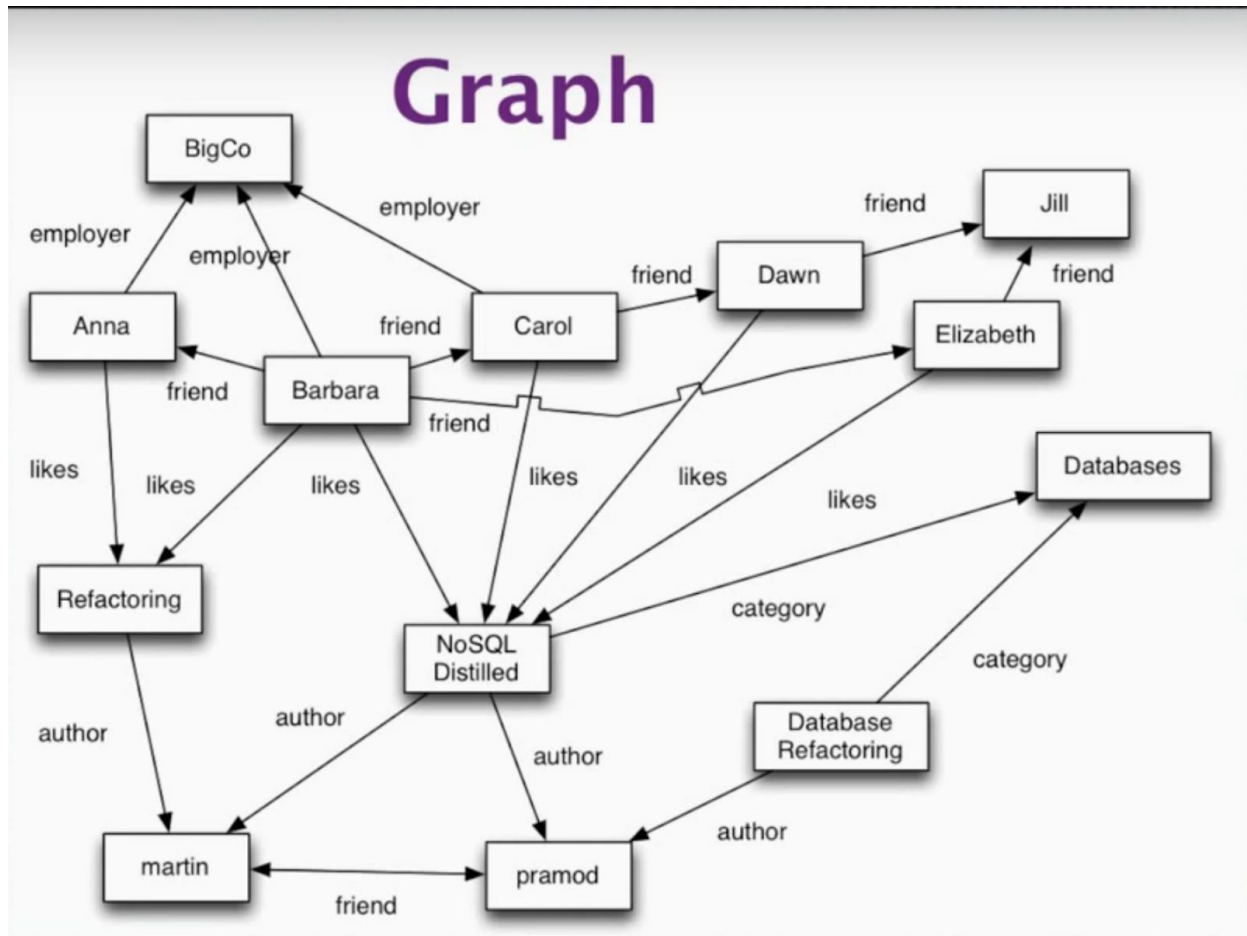 Graph
BigCo
employer
friend
Jill
employer
employer
friend
Dawn
friend
Anna
friend
Carol
Elizabeth
friend
Barbara
friend
likes
likes
likes
likes
likes
likes
Databases
Refactoring
category
NoSQL
Distilled
category
author
author
author
Database
Refactoring
author
martin
pramod
friend